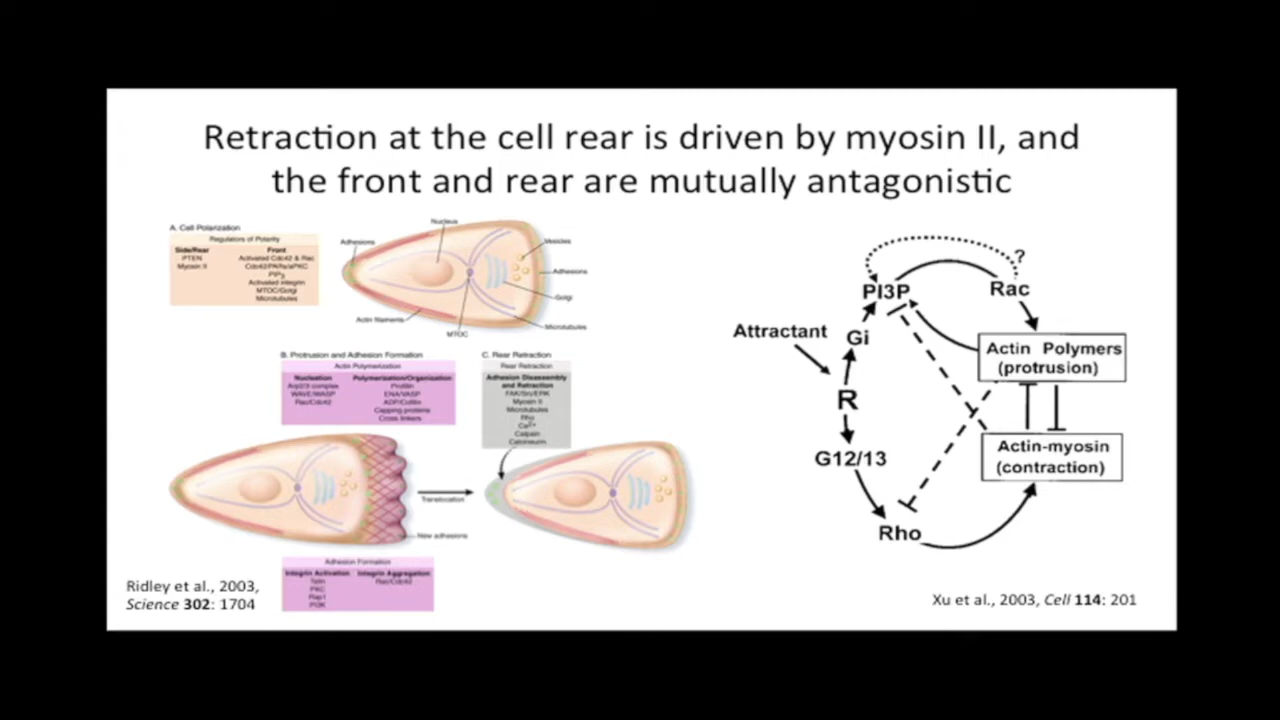 Retraction at the cell rear is driven by myosin II, and
the front and rear are mutually antagonistic
A. Cell Polarization
Regulators of Polarity
Side/Rear
PTEN
Myosin II
Front
Activated Cdc42 & Rac
Cdc42/PARs/aPKC
PIP3
Activated integrin
MTOC/Golgi
Microtubules
Nucleus
Adhesions
Vesicles
Adhesions
Golgi
Microtubules
MTOC
Actin filaments
B. Protrusion and Adhesion Formation
Actin Polymerization
Nucleation
Arp2/3 complex
WAVE/WASP
Rac/Cdc42
Polymerization/Organization
Profilin
ENA/VASP
ADF/Cofilin
Capping proteins
Cross linkers
C. Rear Retraction
Rear Retraction
Adhesion Disassembly
and Retraction
FAK/Src/ERK
Myosin II
Microtubules
Rho
Ca2+
Calpain
Calcineurin
Translocation
New adhesions
Adhesion Formation
Integrin Activation
Talin
PKC
Rap1
PI3K
Integrin Aggregation
Rac/Cdc42
Ridley et al., 2003,
Science 302: 1704
?
PI3P
Rac
Attractant
Gi
Actin Polymers
(protrusion)
R
G12/13
Actin-myosin
(contraction)
Rho
Xu et al., 2003, Cell 114: 201